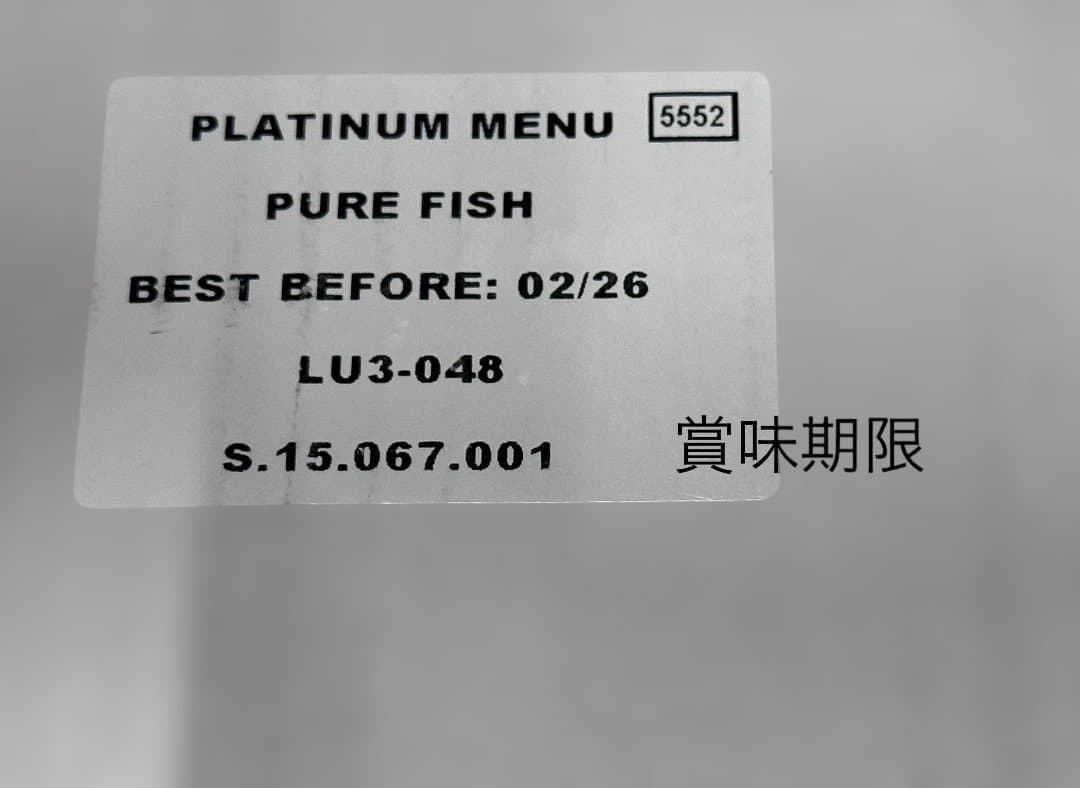 PLATINUM MENU 5552
PURE FISH
BEST BEFORE: 02/26
LU3-048
S.15.067.001
賞味期限